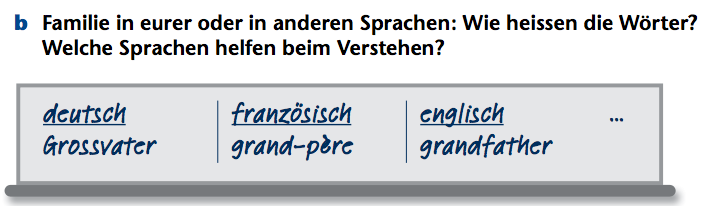 b Familie in eurer oder in anderen Sprachen: Wie heissen die Wörter?
Welche Sprachen helfen beim Verstehen?
deutsch französisch englisch ...
Grossvater grand-père grandfather